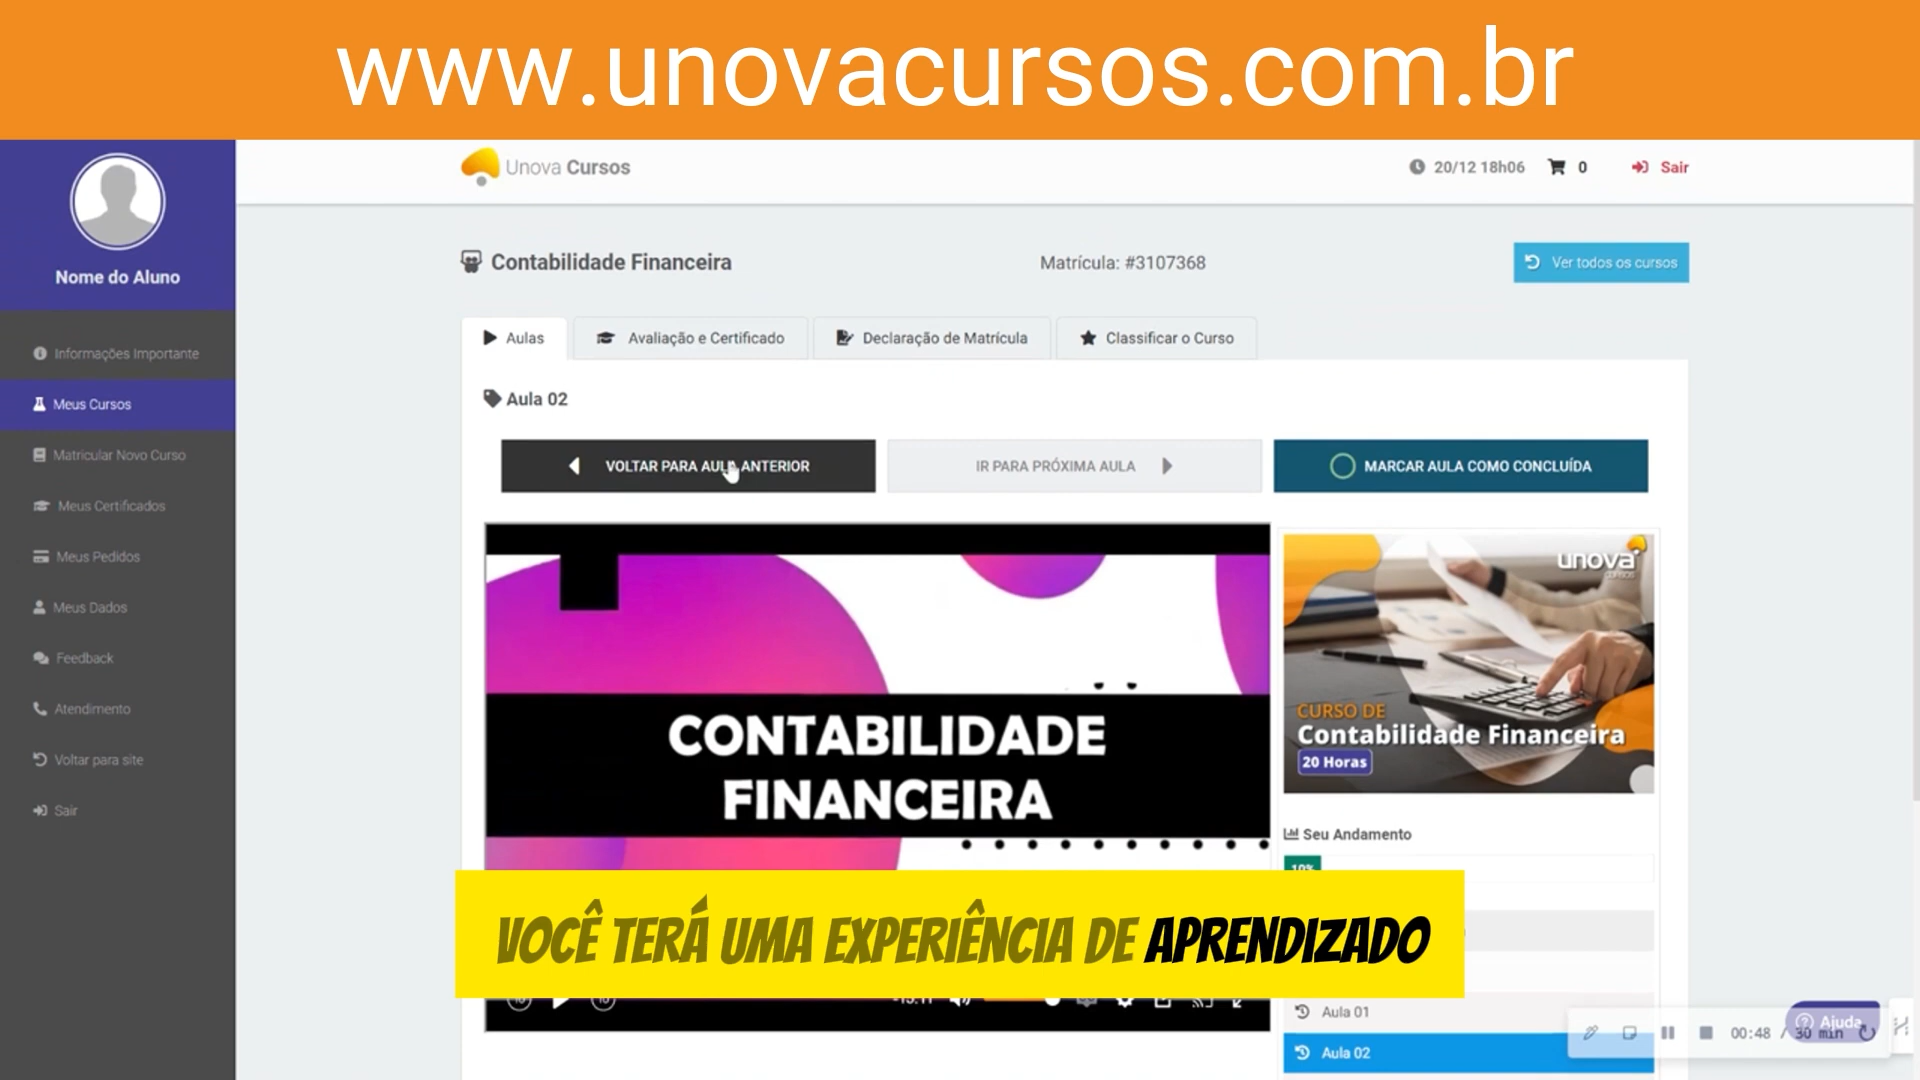 www.unovacursos.com.br
Unova Cursos
20/12 18h06
0
Sair
Nome do Aluno
Contabilidade Financeira
Matrícula: #3107368
Ver todos os cursos
Aulas
Avaliação e Certificado
Declaração de Matrícula
Classificar o Curso
Informações Importante
Meus Cursos
Matricular Novo Curso
Meus Certificados
Meus Pedidos
Meus Dados
Feedback
Atendimento
Voltar para site
Sair
Aula 02
VOLTAR PARA AULA ANTERIOR
IR PARA PRÓXIMA AULA
MARCAR AULA COMO CONCLUÍDA
CONTABILIDADE
FINANCEIRA
unova
CURSOS
CURSO DE
Contabilidade Financeira
20 Horas
Seu Andamento
10%
VOCÊ TERÁ UMA EXPERIÊNCIA DE APRENDIZADO
Aula 01
Aula 02
Ajuda
00:48 / 30 min